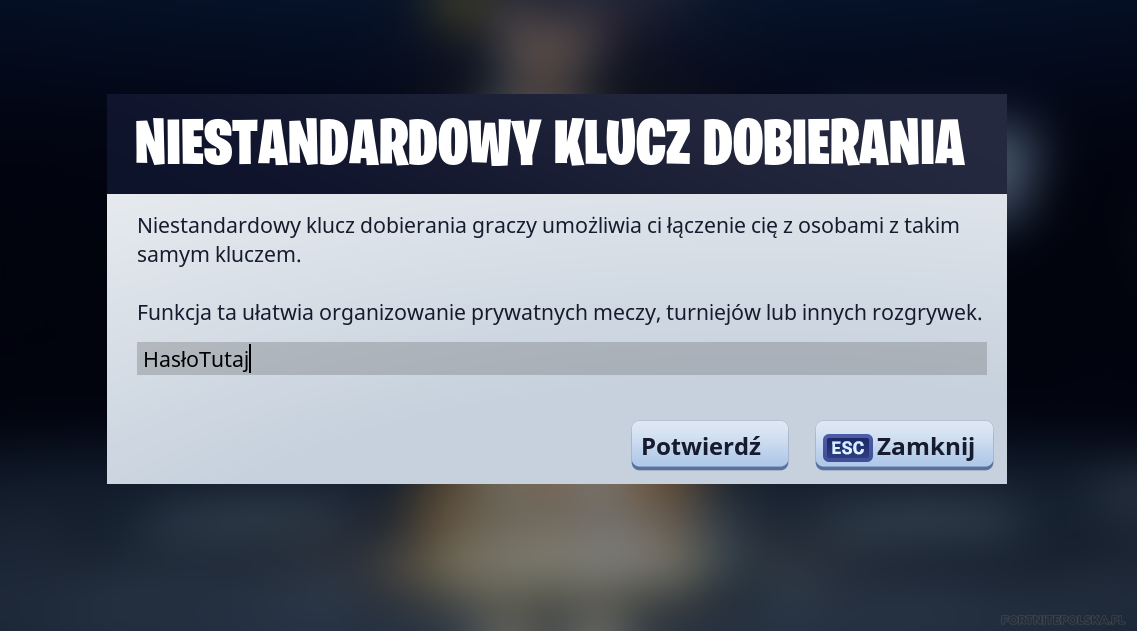 NIESTANDARDOWY KLUCZ DOBIERANIA
Niestandardowy klucz dobierania graczy umożliwia ci łączenie cię z osobami z takim
samym kluczem.
Funkcja ta ułatwia organizowanie prywatnych meczy, turniejów lub innych rozgrywek.
HasłoTutaj
Potwierdź
ESC Zamknij
FORTNITEPOLSKA.PL